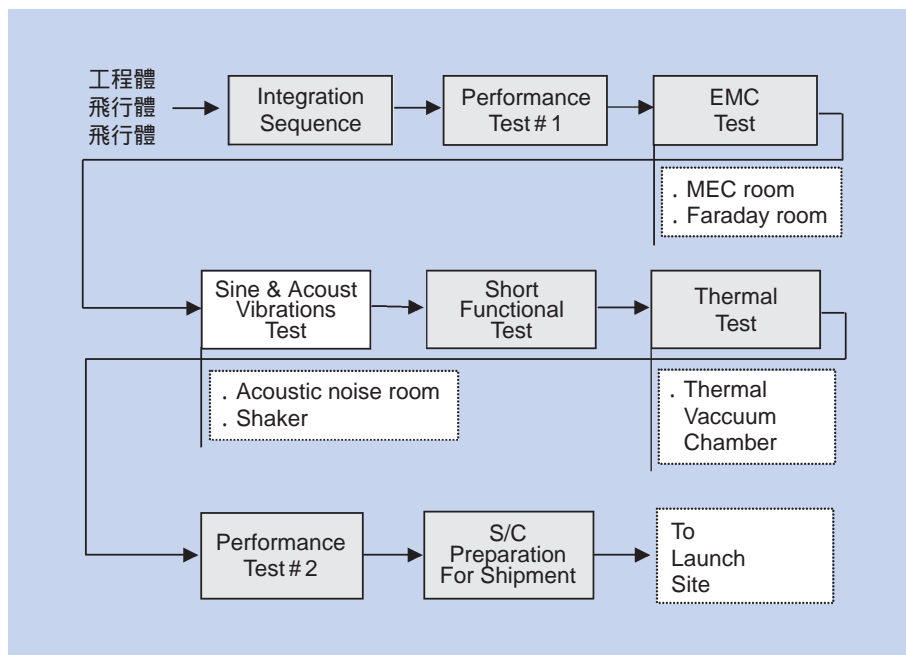 工程體
飛行體
飛行體
Integration
Sequence
Performance
Test # 1
EMC
Test
. MEC room
. Faraday room
Sine & Acoust
Vibrations
Test
Short
Functional
Test
Thermal
Test
. Acoustic noise room
. Shaker
. Thermal
Vaccuum
Chamber
Performance
Test # 2
S/C
Preparation
For Shipment
To
Launch
Site